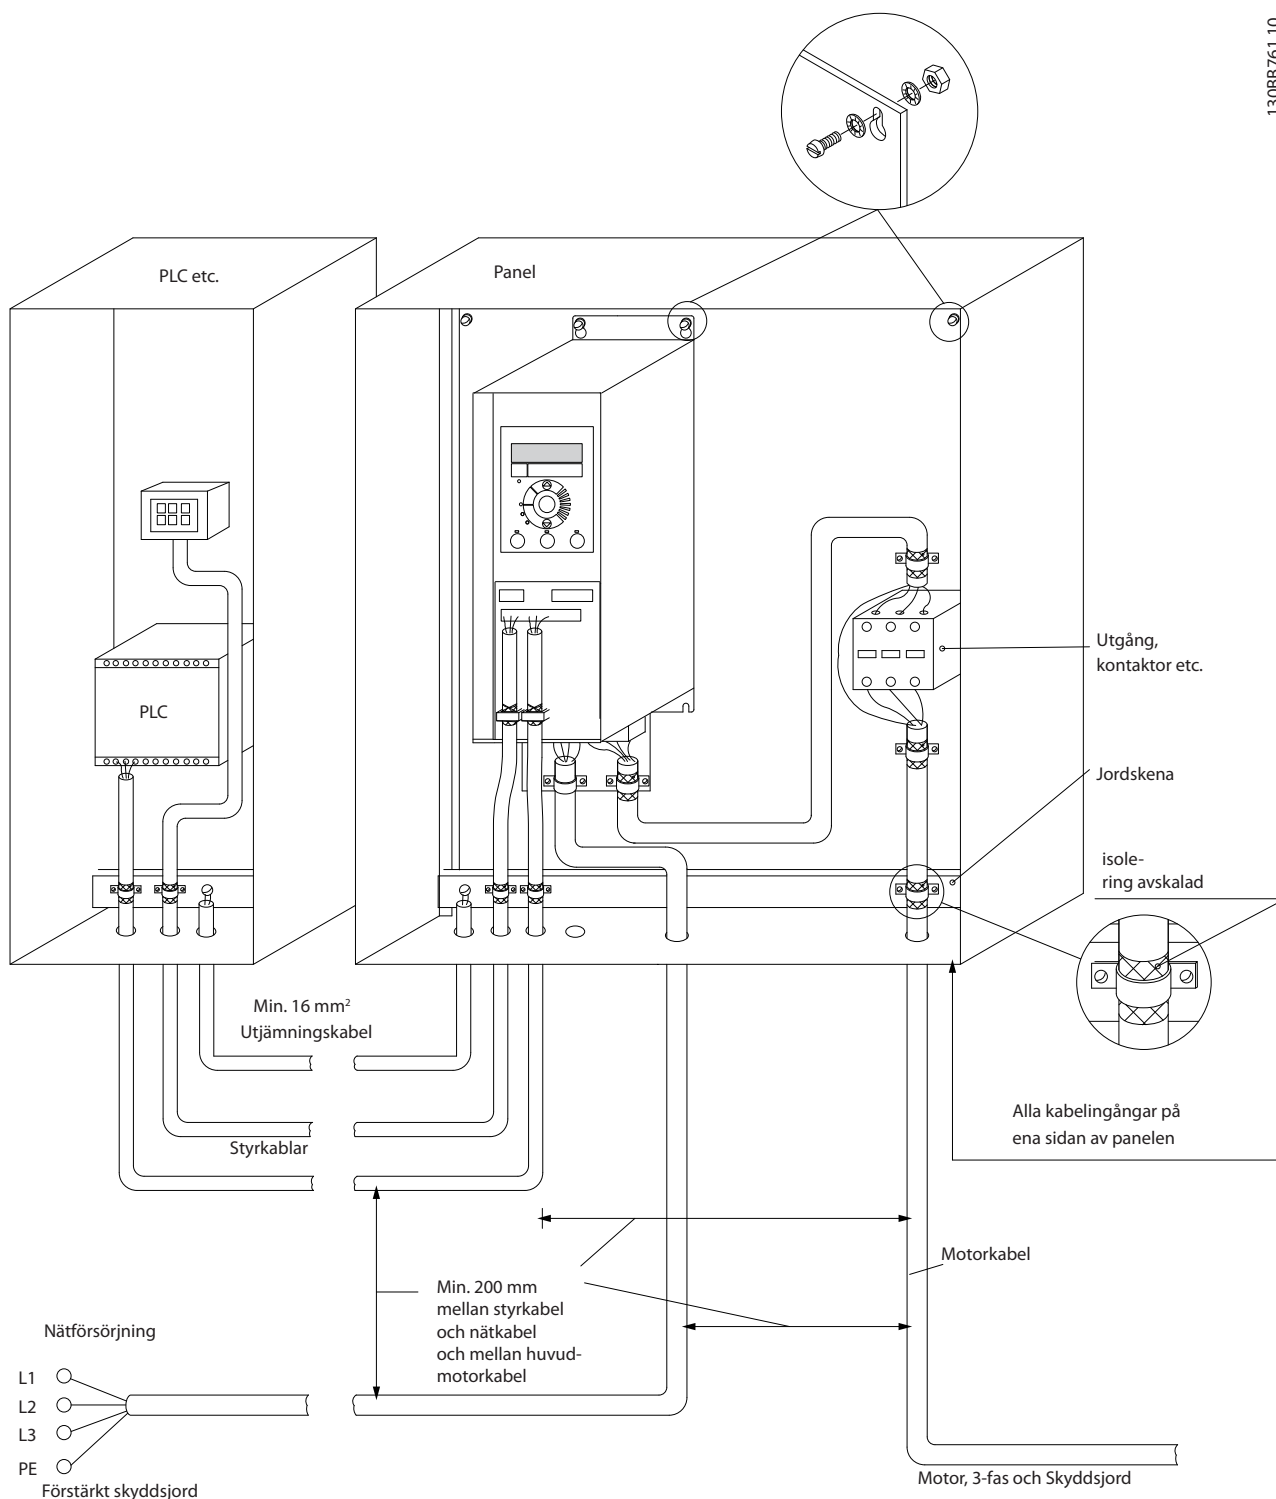 130BB761.10
PLC etc.
Panel
Utgång,
kontaktor etc.
PLC
Jordskena
isole-
ring avskalad
Min. 16 mm²
Utjämningskabel
Alla kabelingångar på
ena sidan av panelen
Styrkablar
Motorkabel
Min. 200 mm
mellan styrkabel
och nätkabel
och mellan huvud-
motorkabel
Nätförsörjning
L1
L2
L3
PE
Förstärkt skyddsjord
Motor, 3-fas och Skyddsjord